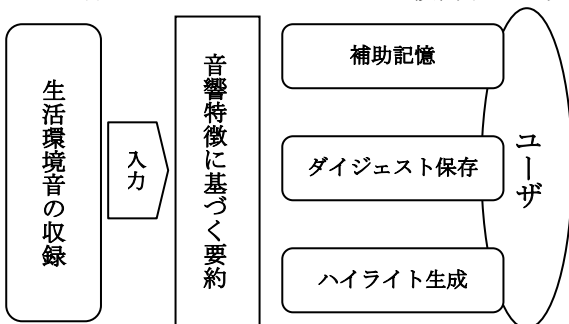 生活環境音の収録
入力
音響特徴に基づく要約
補助記憶
ダイジェスト保存
ハイライト生成
ユーザ